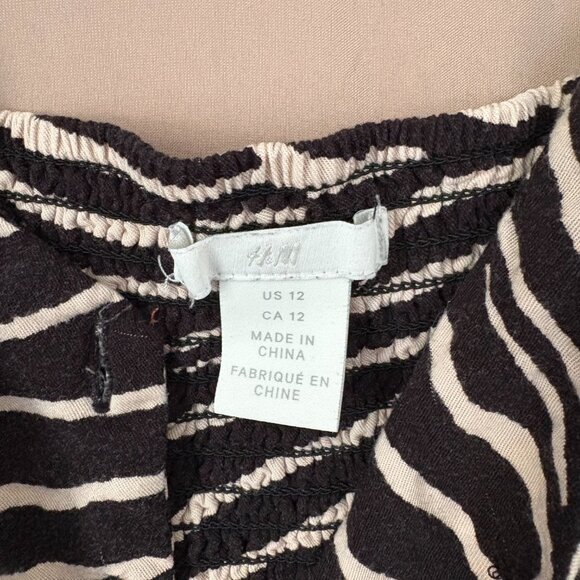 H&M
US 12
CA 12
MADE IN
CHINA
FABRIQUÉ EN
CHINE